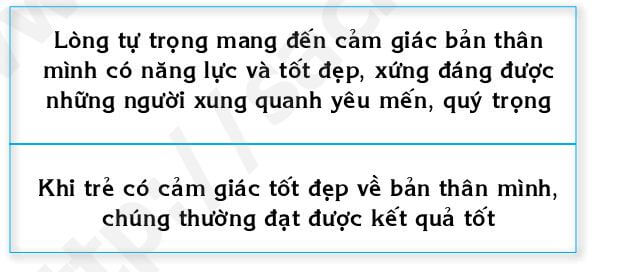 Lòng tự trọng mang đến cảm giác bản thân
mình có năng lực và tốt đẹp, xứng đáng được
những người xung quanh yêu mến, quý trọng
Khi trẻ có cảm giác tốt đẹp về bản thân mình,
chúng thường đạt được kết quả tốt